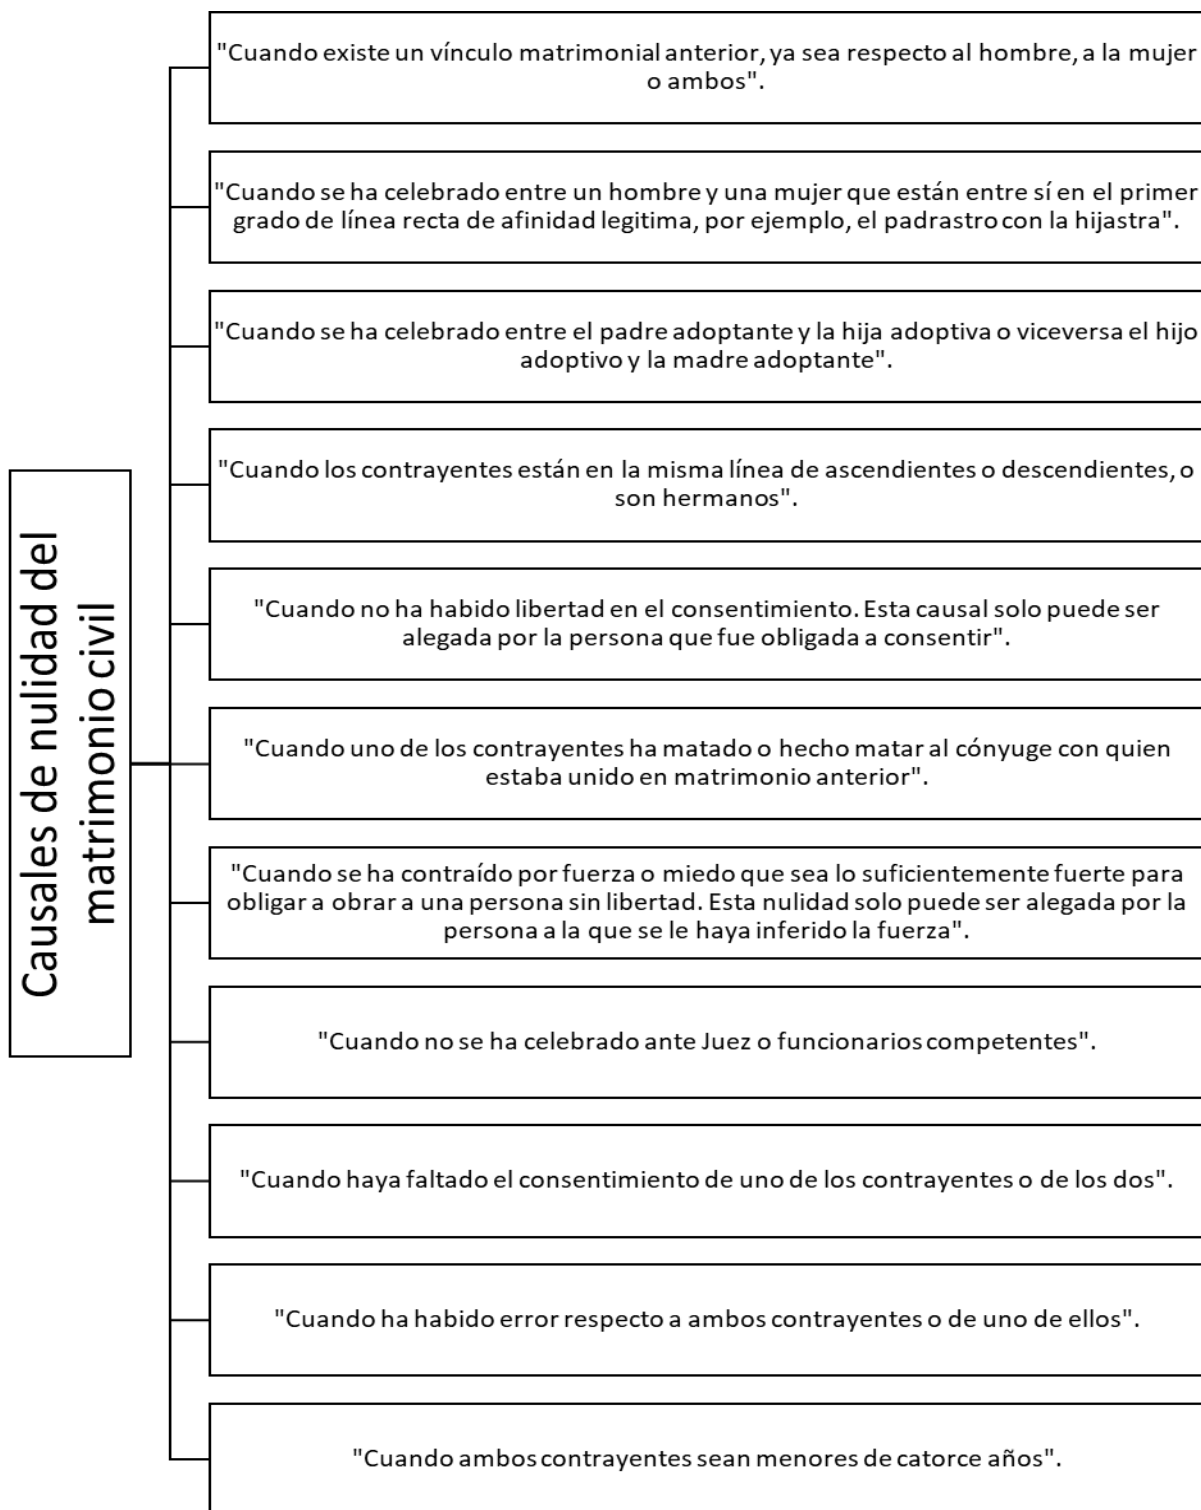 Causales de nulidad del
matrimonio civil
"Cuando existe un vínculo matrimonial anterior, ya sea respecto al hombre, a la mujer
o ambos".
"Cuando se ha celebrado entre un hombre y una mujer que están entre sí en el primer
grado de línea recta de afinidad legitima, por ejemplo, el padrastro con la hijastra".
"Cuando se ha celebrado entre el padre adoptante y la hija adoptiva o viceversa el hijo
adoptivo y la madre adoptante".
"Cuando los contrayentes están en la misma línea de ascendientes o descendientes, o
son hermanos".
"Cuando no ha habido libertad en el consentimiento. Esta causal solo puede ser
alegada por la persona que fue obligada a consentir".
"Cuando uno de los contrayentes ha matado o hecho matar al cónyuge con quien
estaba unido en matrimonio anterior".
"Cuando se ha contraído por fuerza o miedo que sea lo suficientemente fuerte para
obligar a obrar a una persona sin libertad. Esta nulidad solo puede ser alegada por la
persona a la que se le haya inferido la fuerza".
"Cuando no se ha celebrado ante Juez o funcionarios competentes".
"Cuando haya faltado el consentimiento de uno de los contrayentes o de los dos".
"Cuando ha habido error respecto a ambos contrayentes o de uno de ellos".
"Cuando ambos contrayentes sean menores de catorce años".